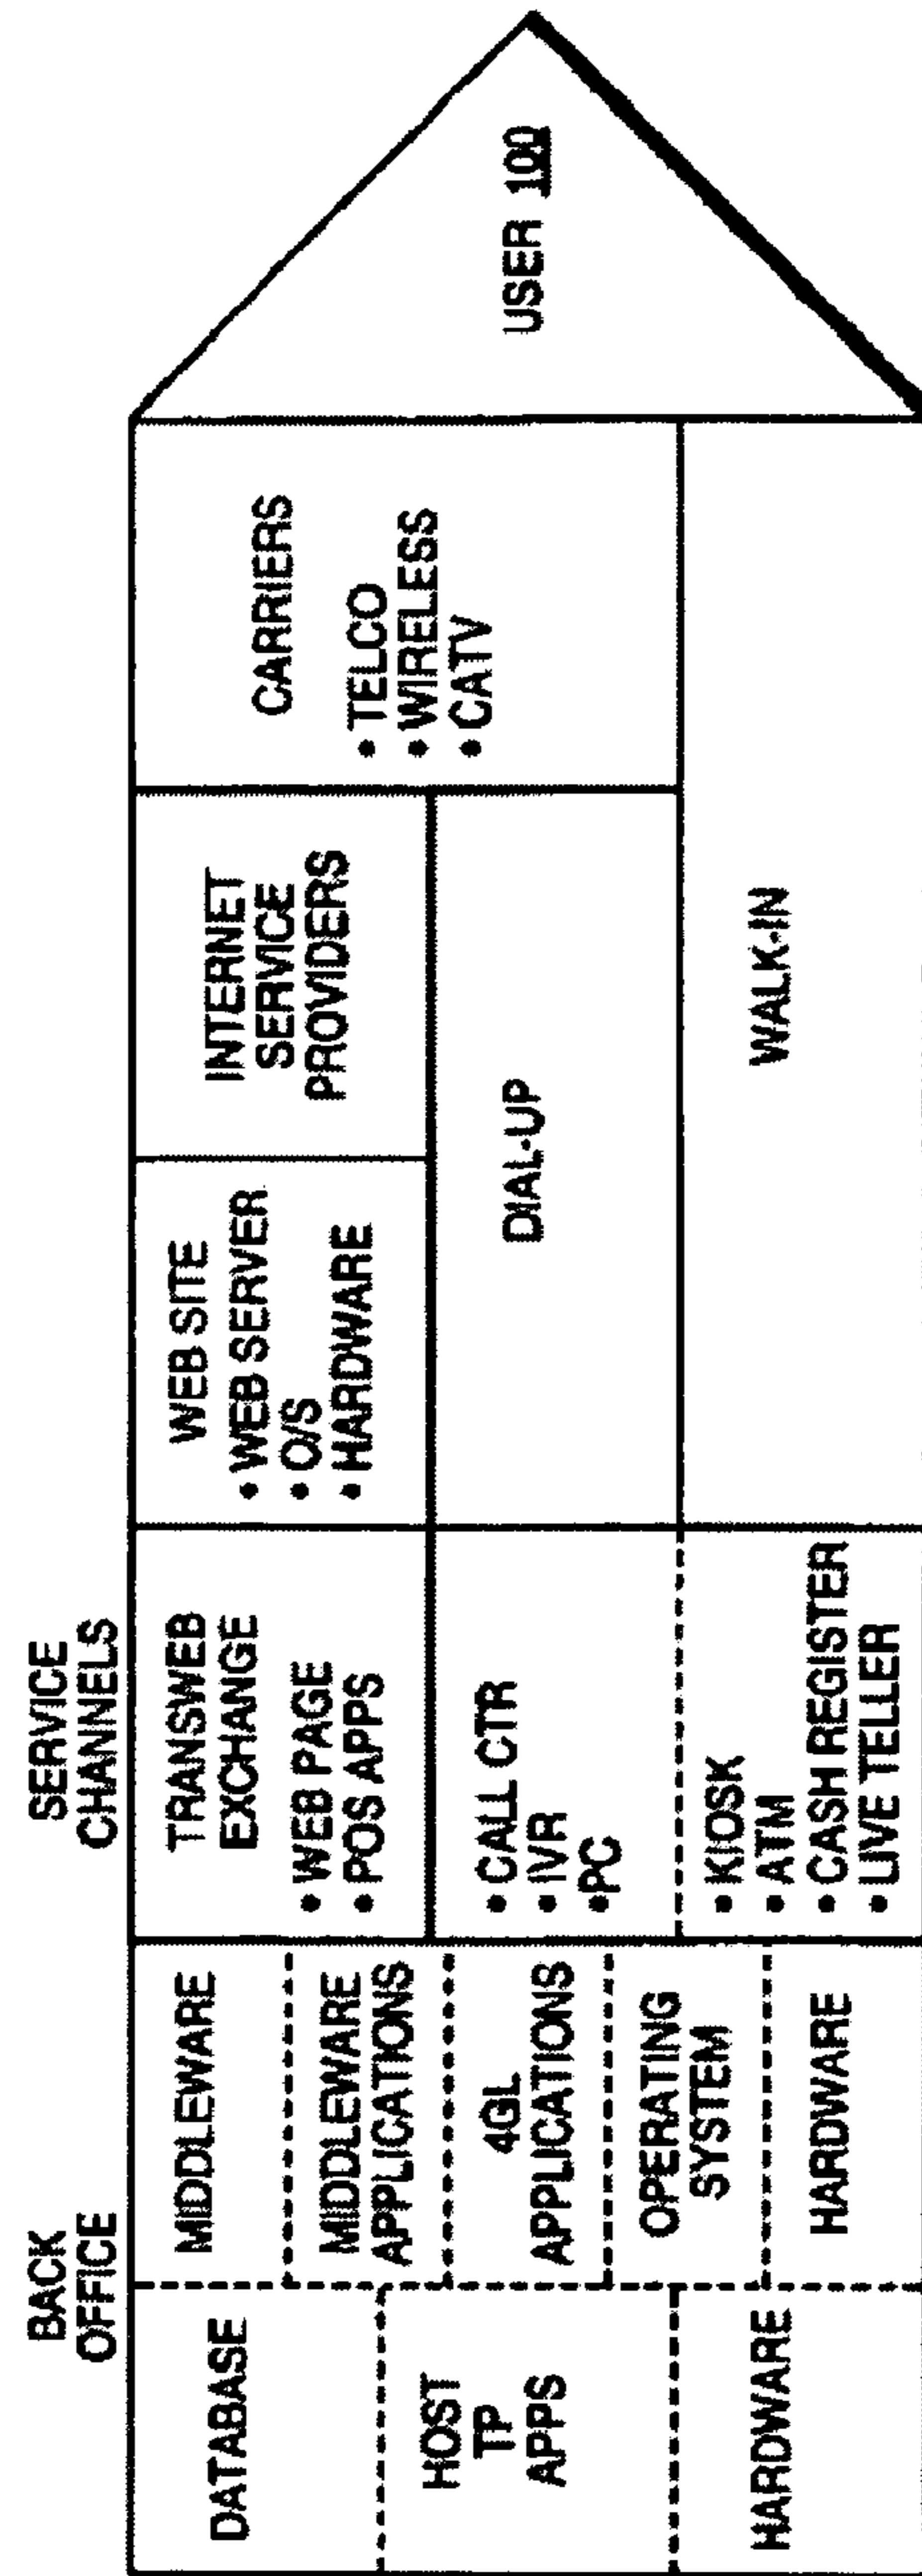 BACK
OFFICE
SERVICE
CHANNELS
DATABASE
HOST
TP
APPS
HARDWARE
MIDDLEWARE
MIDDLEWARE
APPLICATIONS
4GL
APPLICATIONS
OPERATING
SYSTEM
HARDWARE
TRANSWEB
EXCHANGE
• WEB PAGE
• POS APPS
• CALL CTR
• IVR
• PC
• KIOSK
• ATM
• CASH REGISTER
• LIVE TELLER
WEB SITE
• WEB SERVER
• O/S
• HARDWARE
INTERNET
SERVICE
PROVIDERS
DIAL-UP
WALK-IN
CARRIERS
• TELCO
• WIRELESS
• CATV
USER 100